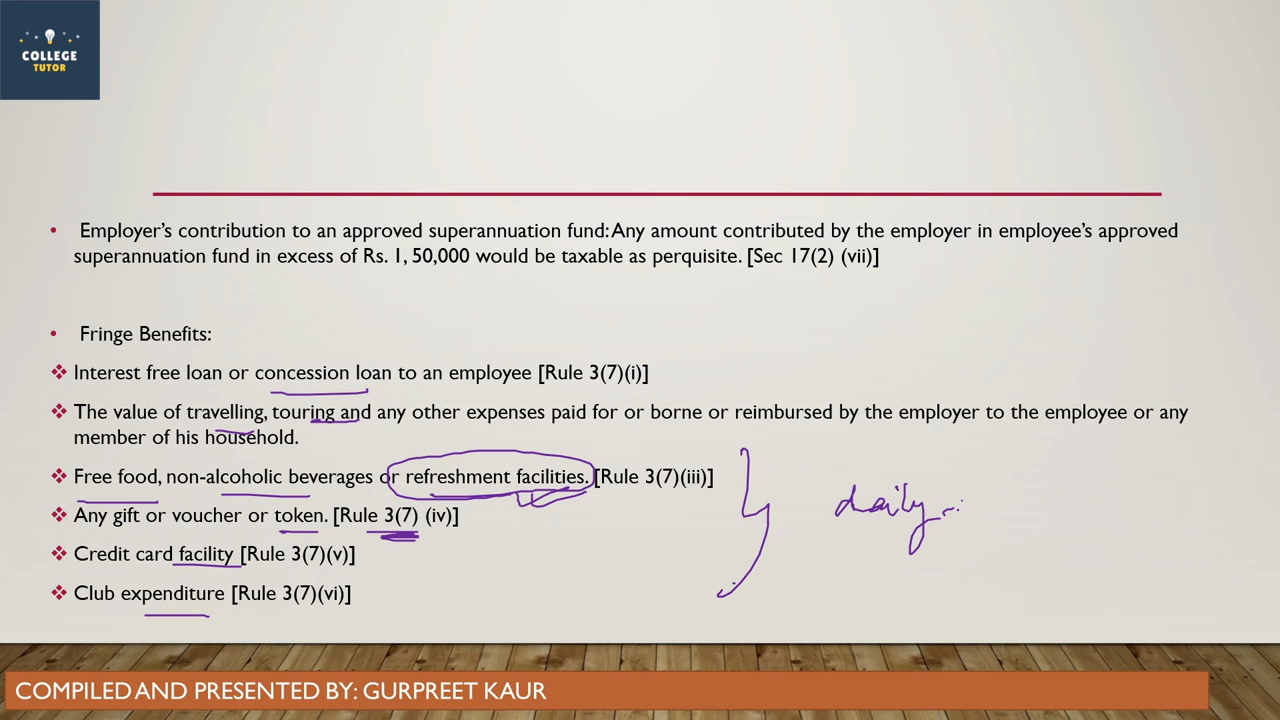 COLLEGE
TUTOR
• Employer's contribution to an approved superannuation fund: Any amount contributed by the employer in employee's approved
superannuation fund in excess of Rs. 1, 50,000 would be taxable as perquisite. [Sec 17(2) (vii)]
• Fringe Benefits:
❖ Interest free loan or concession loan to an employee [Rule 3(7)(i)]
❖ The value of travelling, touring and any other expenses paid for or borne or reimbursed by the employer to the employee or any
member of his household.
❖ Free food, non-alcoholic beverages or refreshment facilities. [Rule 3(7)(iii)]
❖ Any gift or voucher or token. [Rule 3(7) (iv)]
daily
❖ Credit card facility [Rule 3(7)(v)]
❖ Club expenditure [Rule 3(7)(vi)]
COMPILED AND PRESENTED BY: GURPREET KAUR